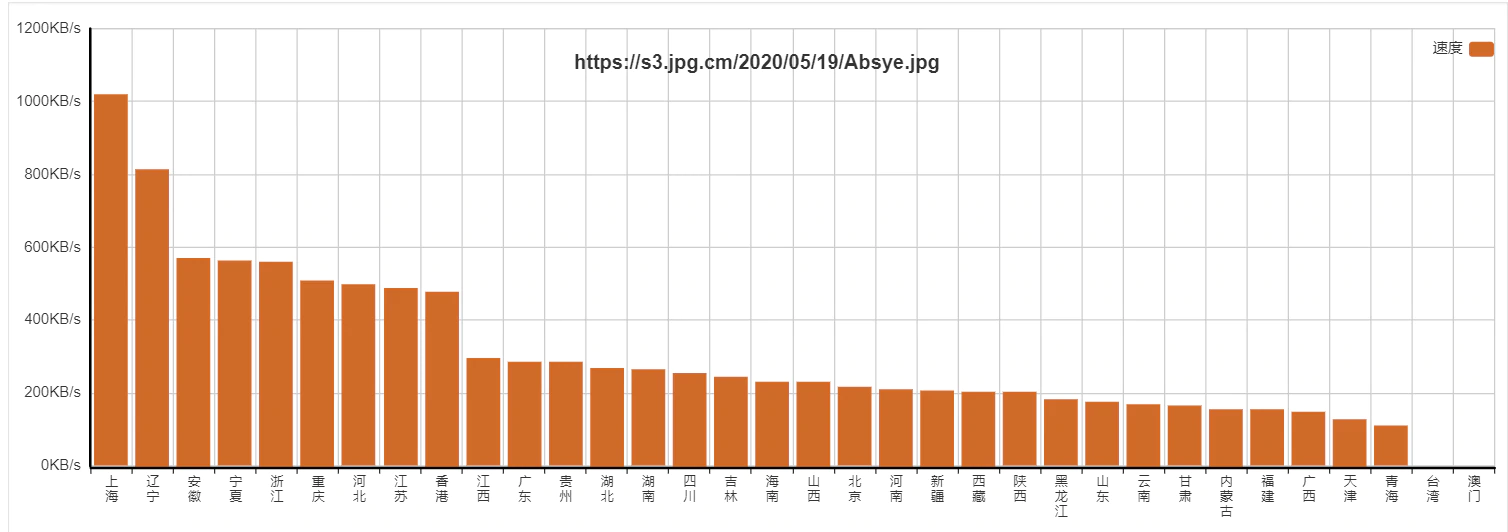 https://s3.jpg.cm/2020/05/19/Absye.jpg
速度
1200KB/s
1000KB/s
800KB/s
600KB/s
400KB/s
200KB/s
0KB/s
上海
辽宁
安徽
宁夏
浙江
重庆
河北
江苏
香港
江西
广东
贵州
湖北
湖南
四川
吉林
海南
山西
北京
河南
新疆
西藏
陕西
黑龙江
山东
云南
甘肃
内蒙古
福建
广西
天津
青海
台湾
澳门